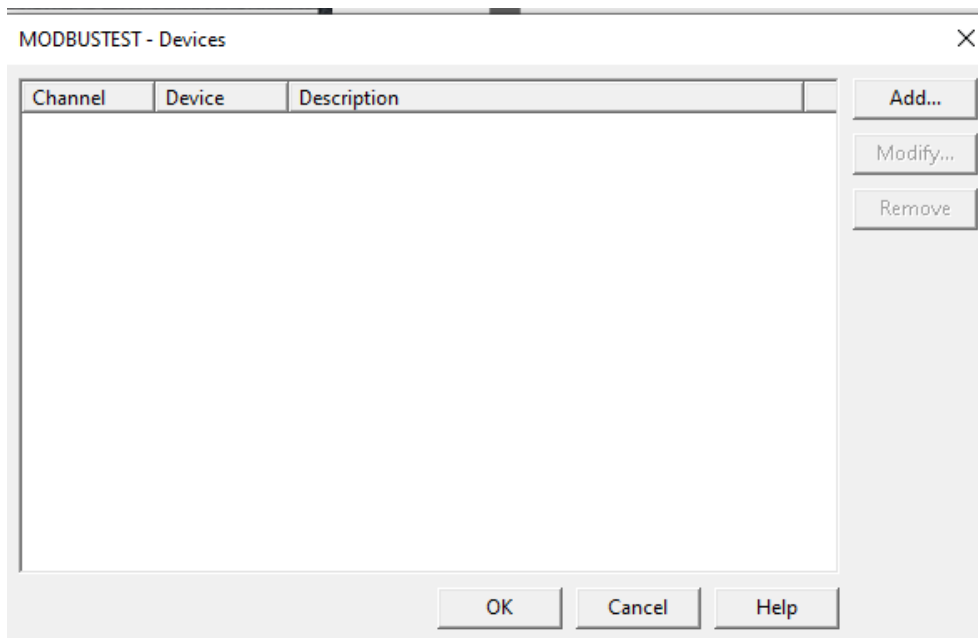 MODBUSTEST - Devices
Channel Device Description
Add...
Modify...
Remove
OK Cancel Help